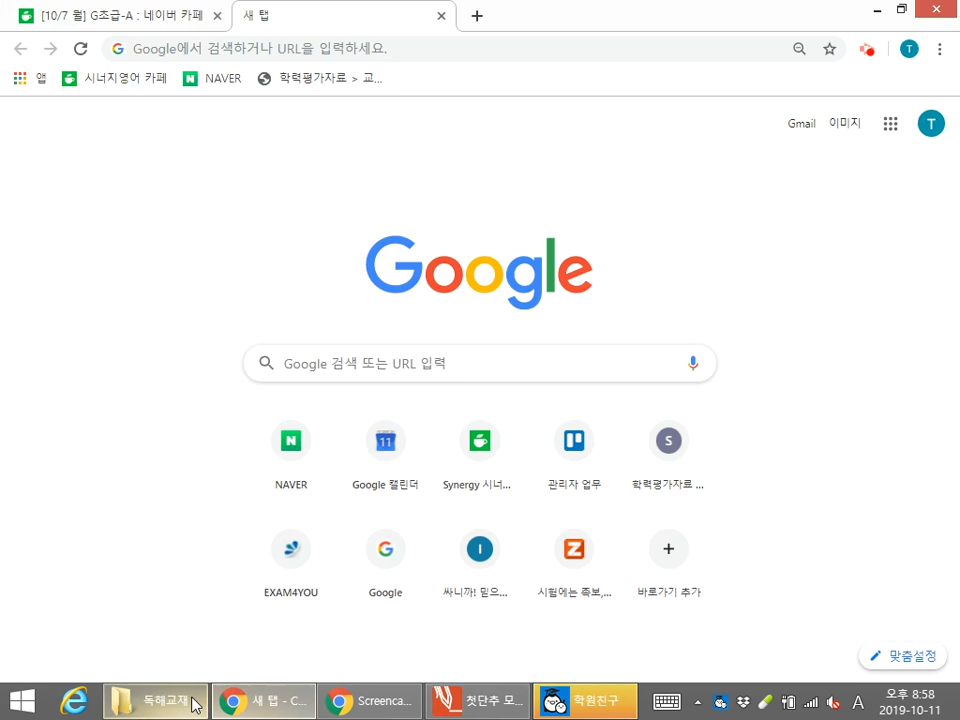 [10/7 월] G초급-A : 네이버 카페
새 탭
Google에서 검색하거나 URL을 입력하세요.
T
앱
시너지영어 카페
NAVER
학력평가자료 > 교...
Gmail
이미지
T
Google
Google 검색 또는 URL 입력
NAVER
11
Google 캘린더
Synergy 시너...
관리자 업무
S
학력평가자료 ...
EXAM4YOU
Google
I
싸니까! 믿으...
Z
시험에는 족보,...
바로가기 추가
맞춤설정
독해교재
새 탭 - C...
Screenca...
첫단추 모...
학원친구
A
오후 8:58
2019-10-11